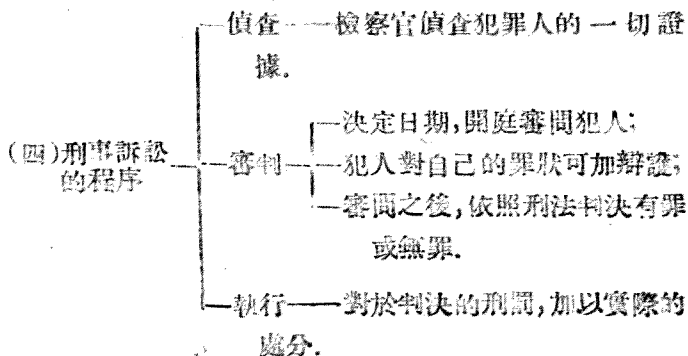 偵查—檢察官偵查犯罪人的一切證
據.
決定日期,開庭審問犯人;
(四)刑事訴訟
的程序
審判
犯人對自己的罪狀可加辯證;
審問之後,依照刑法判決有罪
或無罪.
執行——對於判決的刑罰,加以實際的
處分.